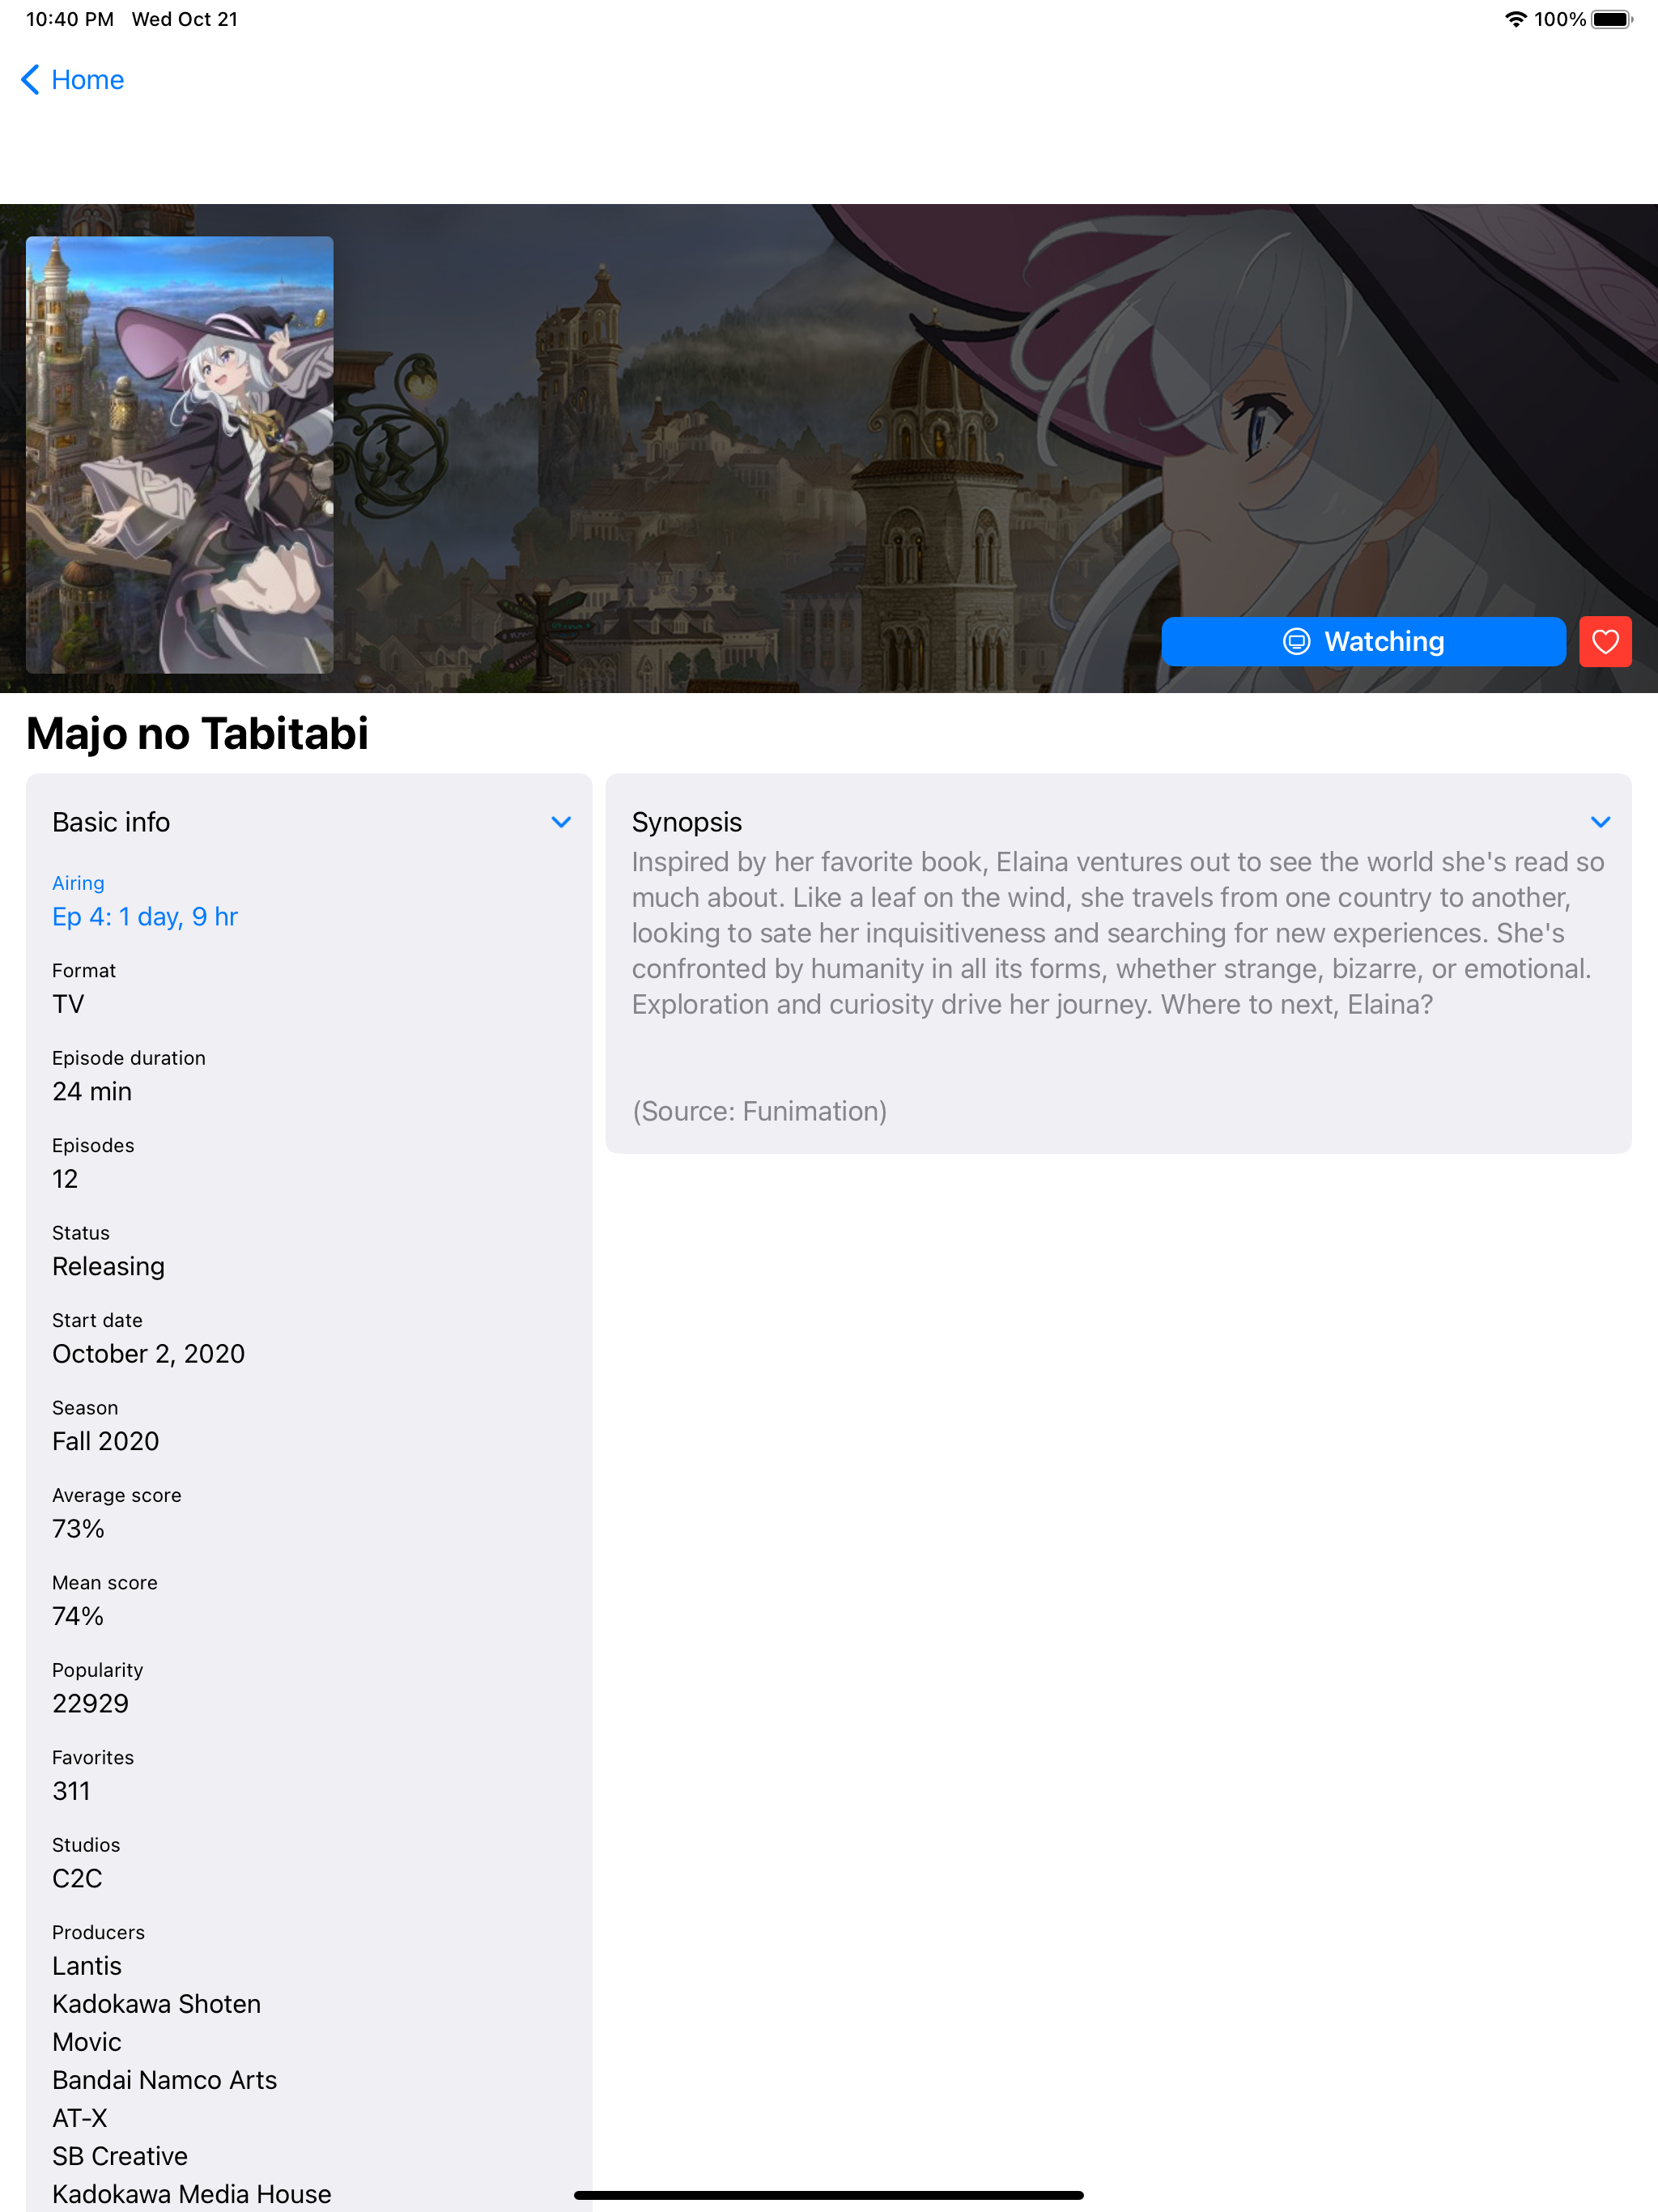 10:40 PM Wed Oct 21
100%
Home
Watching
Majo no Tabitabi
Basic info
Airing
Ep 4: 1 day, 9 hr
Format
TV
Episode duration
24 min
Episodes
12
Status
Releasing
Start date
October 2, 2020
Season
Fall 2020
Average score
73%
Mean score
74%
Popularity
22929
Favorites
311
Studios
C2C
Producers
Lantis
Kadokawa Shoten
Movic
Bandai Namco Arts
AT-X
SB Creative
Kadokawa Media House
Synopsis
Inspired by her favorite book, Elaina ventures out to see the world she's read so
much about. Like a leaf on the wind, she travels from one country to another,
looking to sate her inquisitiveness and searching for new experiences. She's
confronted by humanity in all its forms, whether strange, bizarre, or emotional.
Exploration and curiosity drive her journey. Where to next, Elaina?
(Source: Funimation)